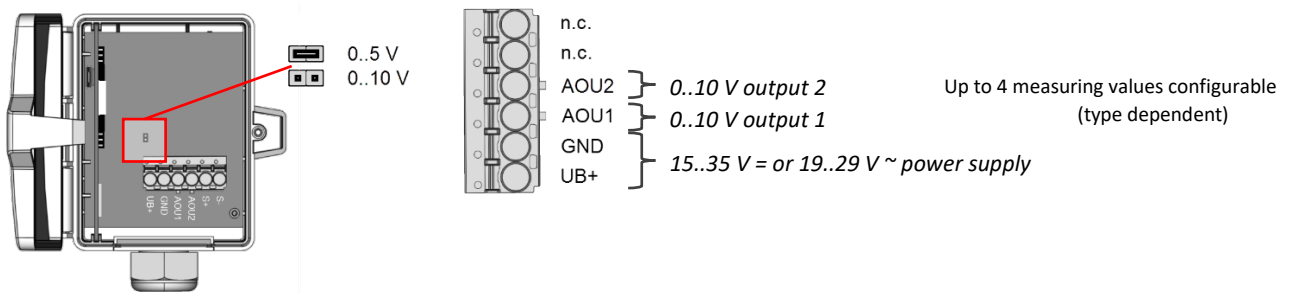 0..5 V
0..10 V
UB+
GND
AOU1
AOU2
S+
S-
n.c.
n.c.
AOU2
0..10 V output 2
AOU1
0..10 V output 1
GND
UB+
15..35 V = or 19..29 V ~ power supply
Up to 4 measuring values configurable
(type dependent)